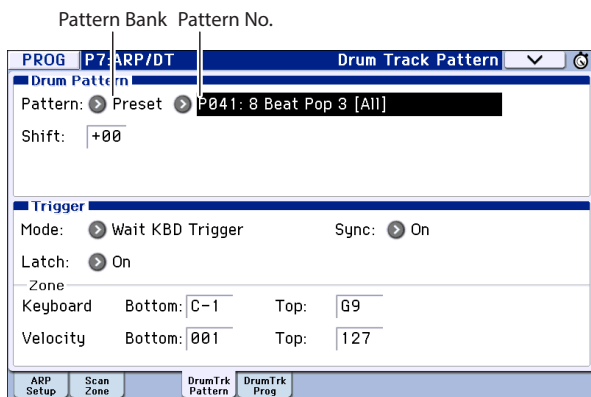 Pattern Bank Pattern No.
PROG P7:ARP/DT Drum Track Pattern
Drum Pattern
Pattern: Preset P041: 8 Beat Pop 3 [All]
Shift: +00
Trigger
Mode: Wait KBD Trigger Sync: On
Latch: On
Zone
Keyboard Bottom: C-1 Top: G9
Velocity Bottom: 001 Top: 127
ARP Setup Scan Zone DrumTrk Pattern DrumTrk Prog